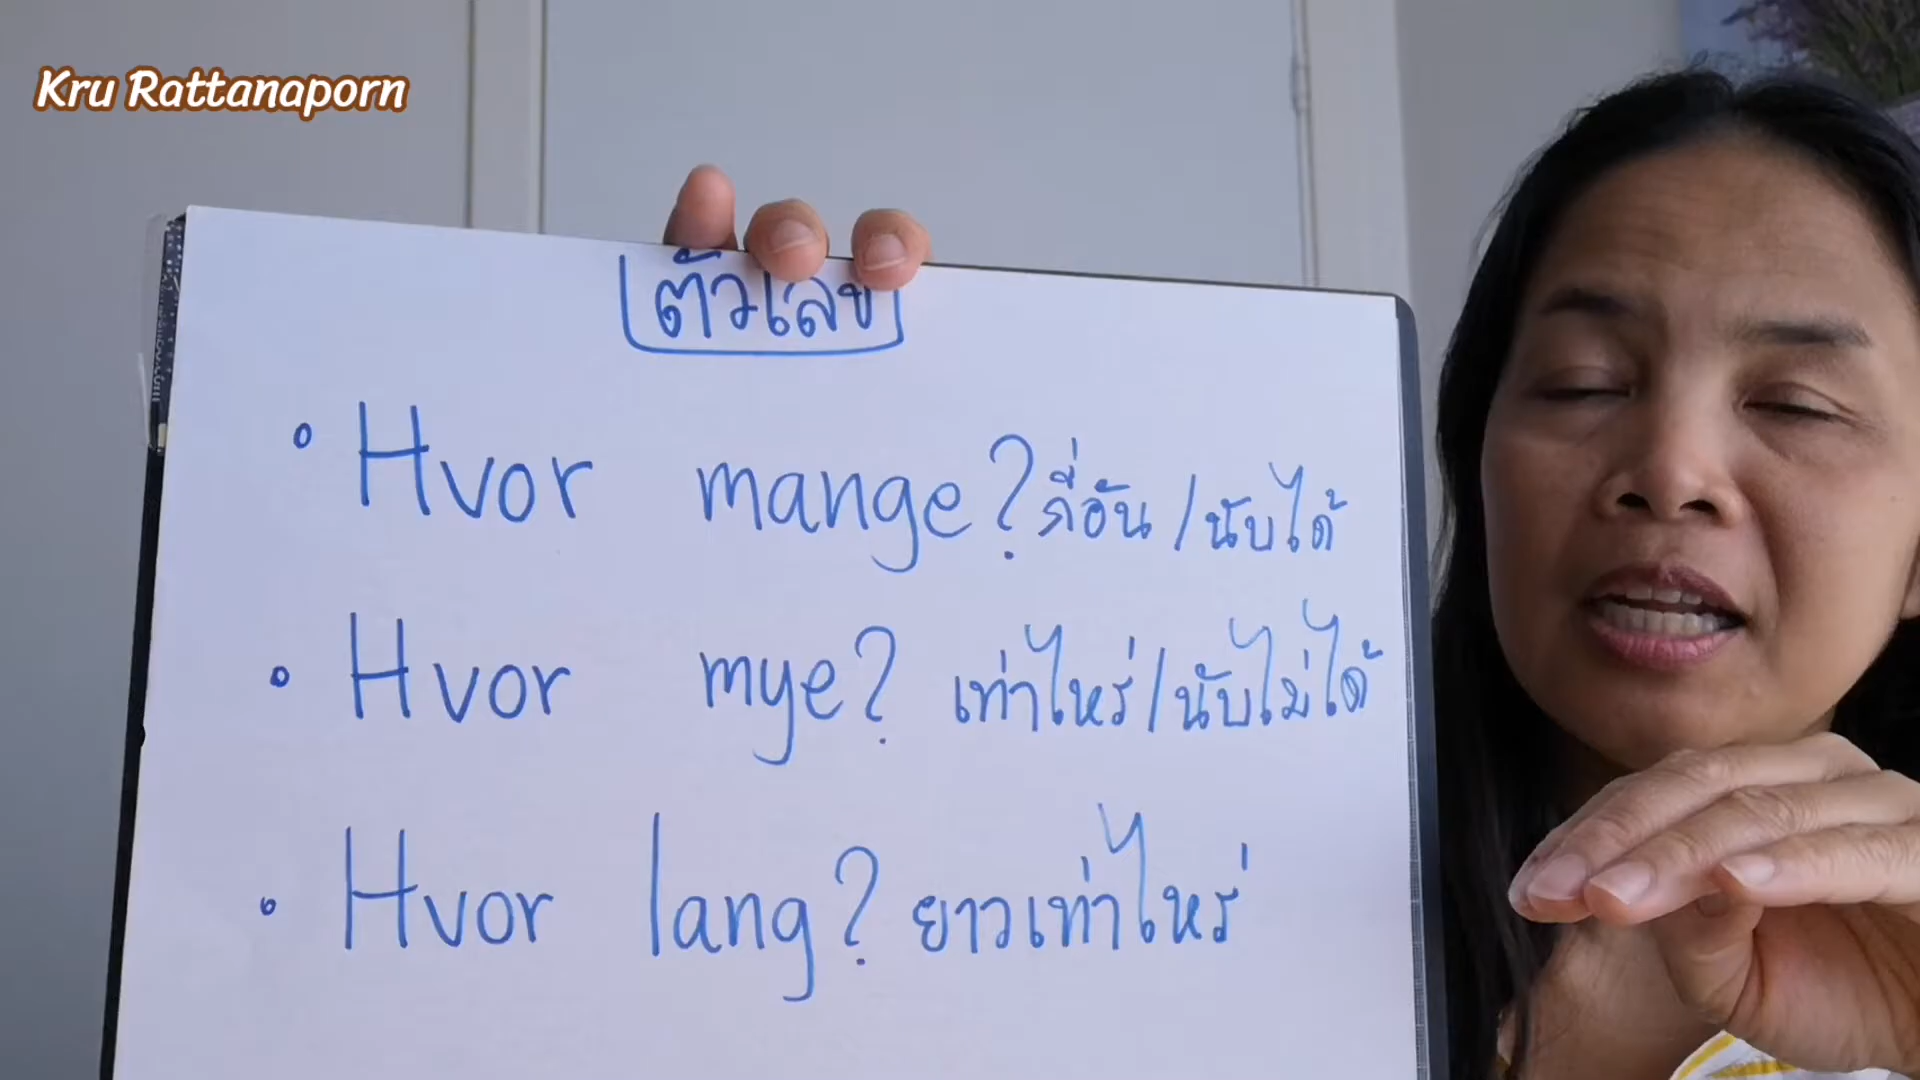 Kru Rattanaporn
ตัวเลข
• Hvor mange? กี่อัน / นับได้
• Hvor mye? เท่าไหร่ / นับไม่ได้
• Hvor lang? ยาวเท่าไหร่